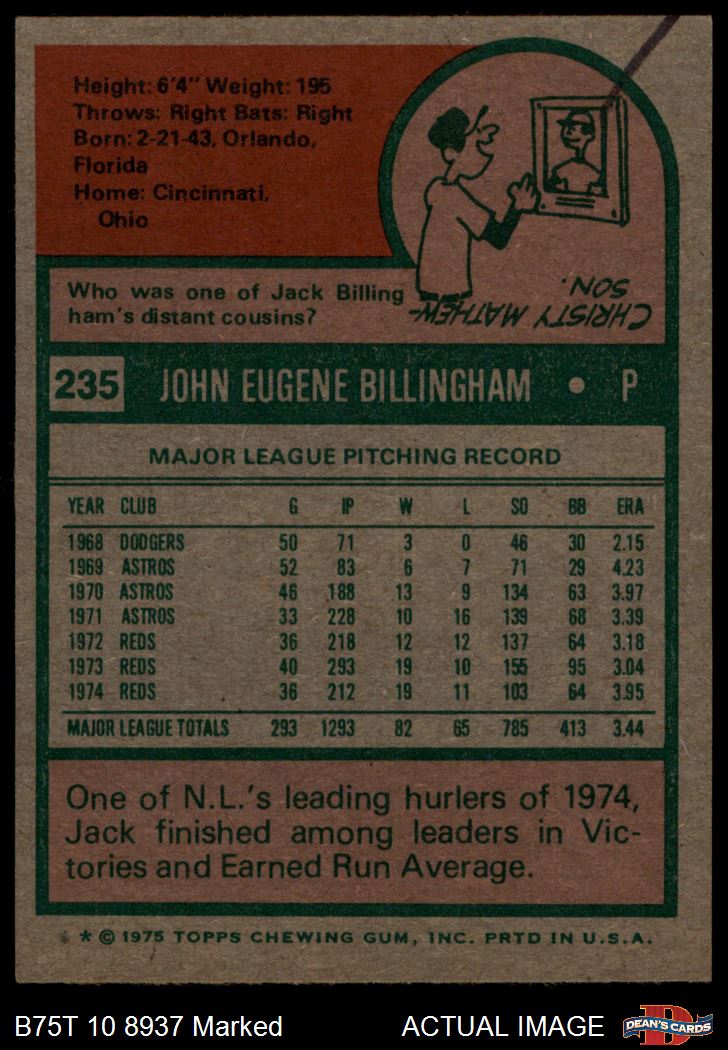 Height: 6'4" Weight: 195
Throws: Right Bats: Right
Born: 2-21-43, Orlando,
Florida
Home: Cincinnati,
Ohio
Who was one of Jack Billing
ham's distant cousins?
CHRISTY MATHEW-
SON.
235 JOHN EUGENE BILLINGHAM • P
MAJOR LEAGUE PITCHING RECORD
YEAR CLUB G IP W L SO BB ERA
1968 DODGERS 50 71 3 0 46 30 2.15
1969 ASTROS 52 83 6 7 71 29 4.23
1970 ASTROS 46 188 13 9 134 63 3.97
1971 ASTROS 33 228 10 16 139 68 3.39
1972 REDS 36 218 12 12 137 64 3.18
1973 REDS 40 293 19 10 155 95 3.04
1974 REDS 36 212 19 11 103 64 3.95
MAJOR LEAGUE TOTALS 293 1293 82 65 785 413 3.44
One of N.L.'s leading hurlers of 1974,
Jack finished among leaders in Vic-
tories and Earned Run Average.
* © 1975 TOPPS CHEWING GUM, INC. PRTD IN U.S.A.
B75T 10 8937 Marked ACTUAL IMAGE
DEAN'S CARDS